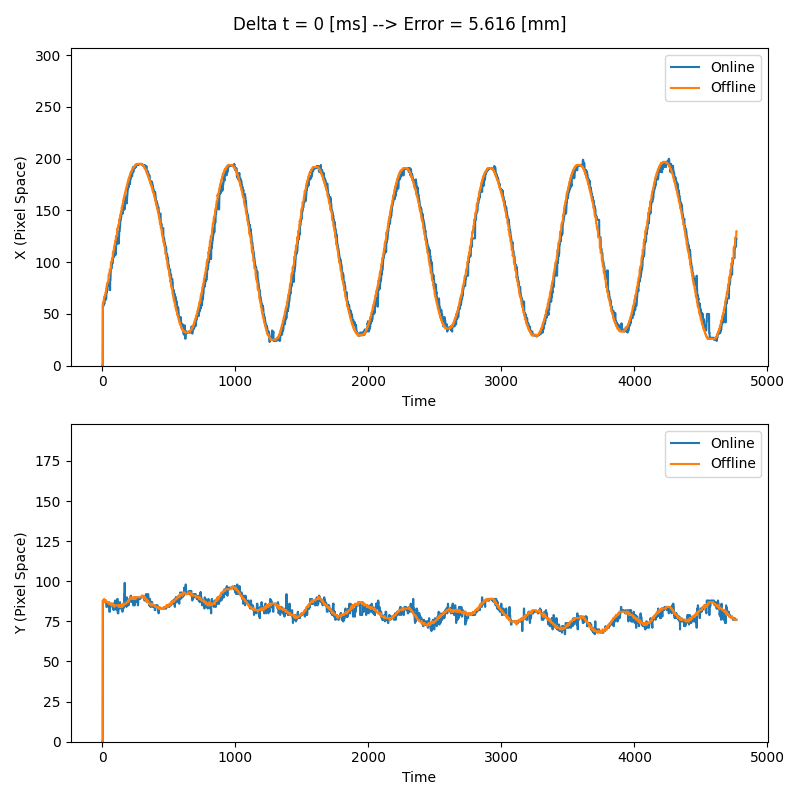 Delta t = 0 [ms] --> Error = 5.616 [mm]
300
250
200
150
100
50
0
X (Pixel Space)
Online
Offline
0 1000 2000 3000 4000 5000
Time
175
150
125
100
75
50
25
0
Y (Pixel Space)
Online
Offline
0 1000 2000 3000 4000 5000
Time